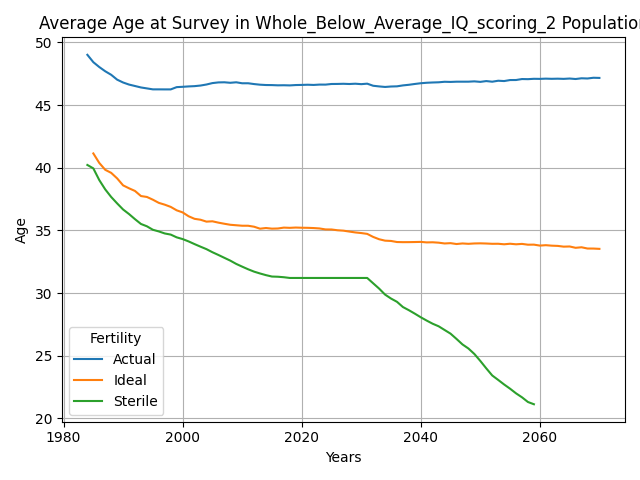 Average Age at Survey in Whole_Below_Average_IQ_scoring_2 Population
50
45
40
35
30
25
20
Age
1980
2000
2020
2040
2060
Years
Fertility
Actual
Ideal
Sterile